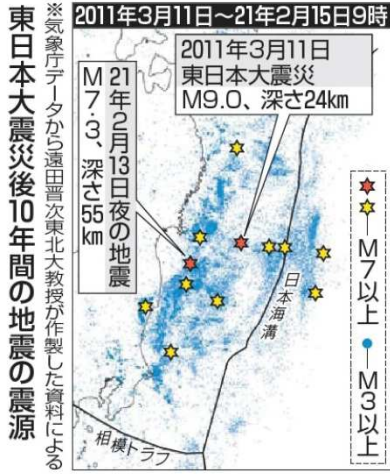 東日本大震災後10年間の地震の震源
※気象庁データから遠田晋次東北大教授が作製した資料による
2011年3月11日〜21年2月15日9時
2011年3月11日
東日本大震災
M9.0、深さ24km
21年2月13日夜の地震
M7・3、深さ55km
日本海溝
相模トラフ
M7以上
M3以上